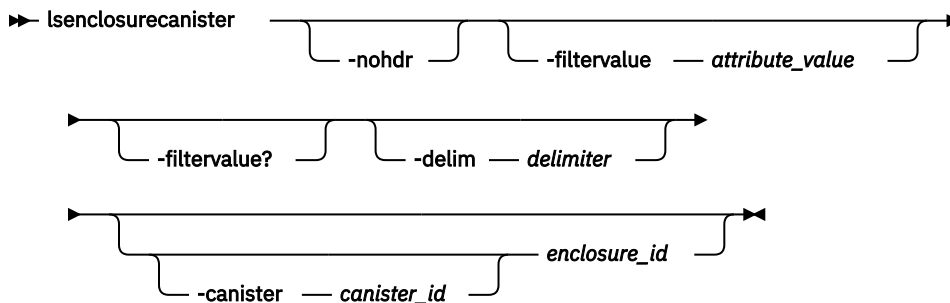 lsenclosurecanister
-nohdr -filtervalue attribute_value
-filtervalue? -delim delimiter
enclosure_id
-canister canister_id